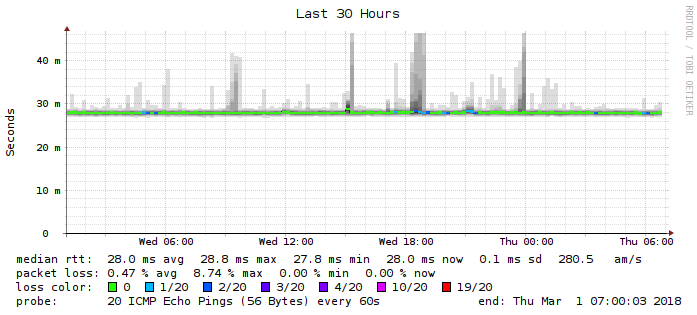 Last 30 Hours
RRDTOOL / TOBI OETIKER
Seconds
40 m
30 m
20 m
10 m
0
Wed 06:00 Wed 12:00 Wed 18:00 Thu 00:00 Thu 06:00
median rtt: 28.0 ms avg 28.8 ms max 27.8 ms min 28.0 ms now 0.1 ms sd 280.5 am/s
packet loss: 0.47 % avg 8.74 % max 0.00 % min 0.00 % now
loss color: 0 1/20 2/20 3/20 4/20 10/20 19/20
probe: 20 ICMP Echo Pings (56 Bytes) every 60s end: Thu Mar 1 07:00:03 2018